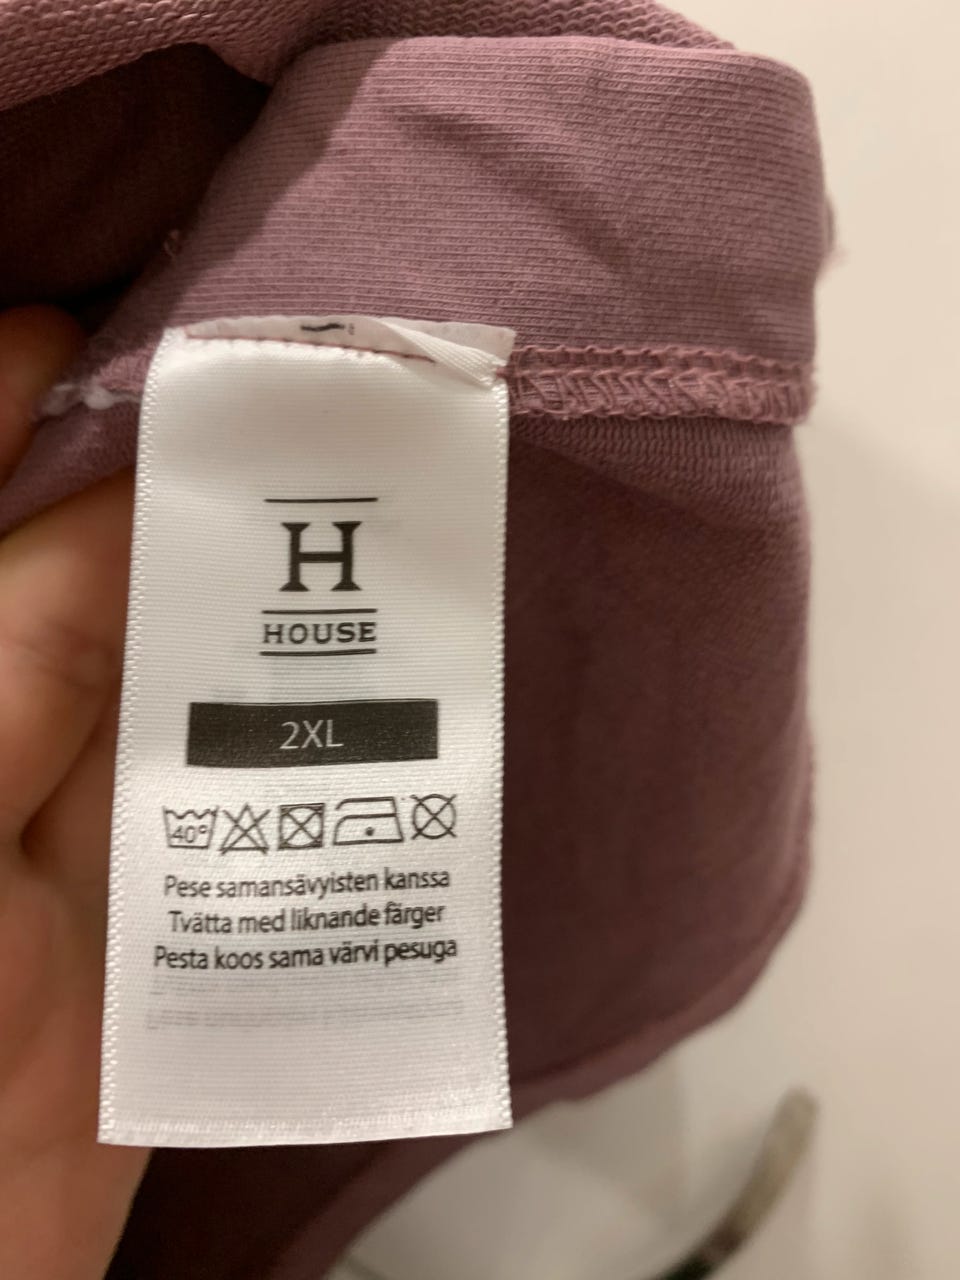 H
HOUSE
2XL
40°
Pese samansävyisten kanssa
Tvätta med liknande färger
Pesta koos sama värvi pesuga